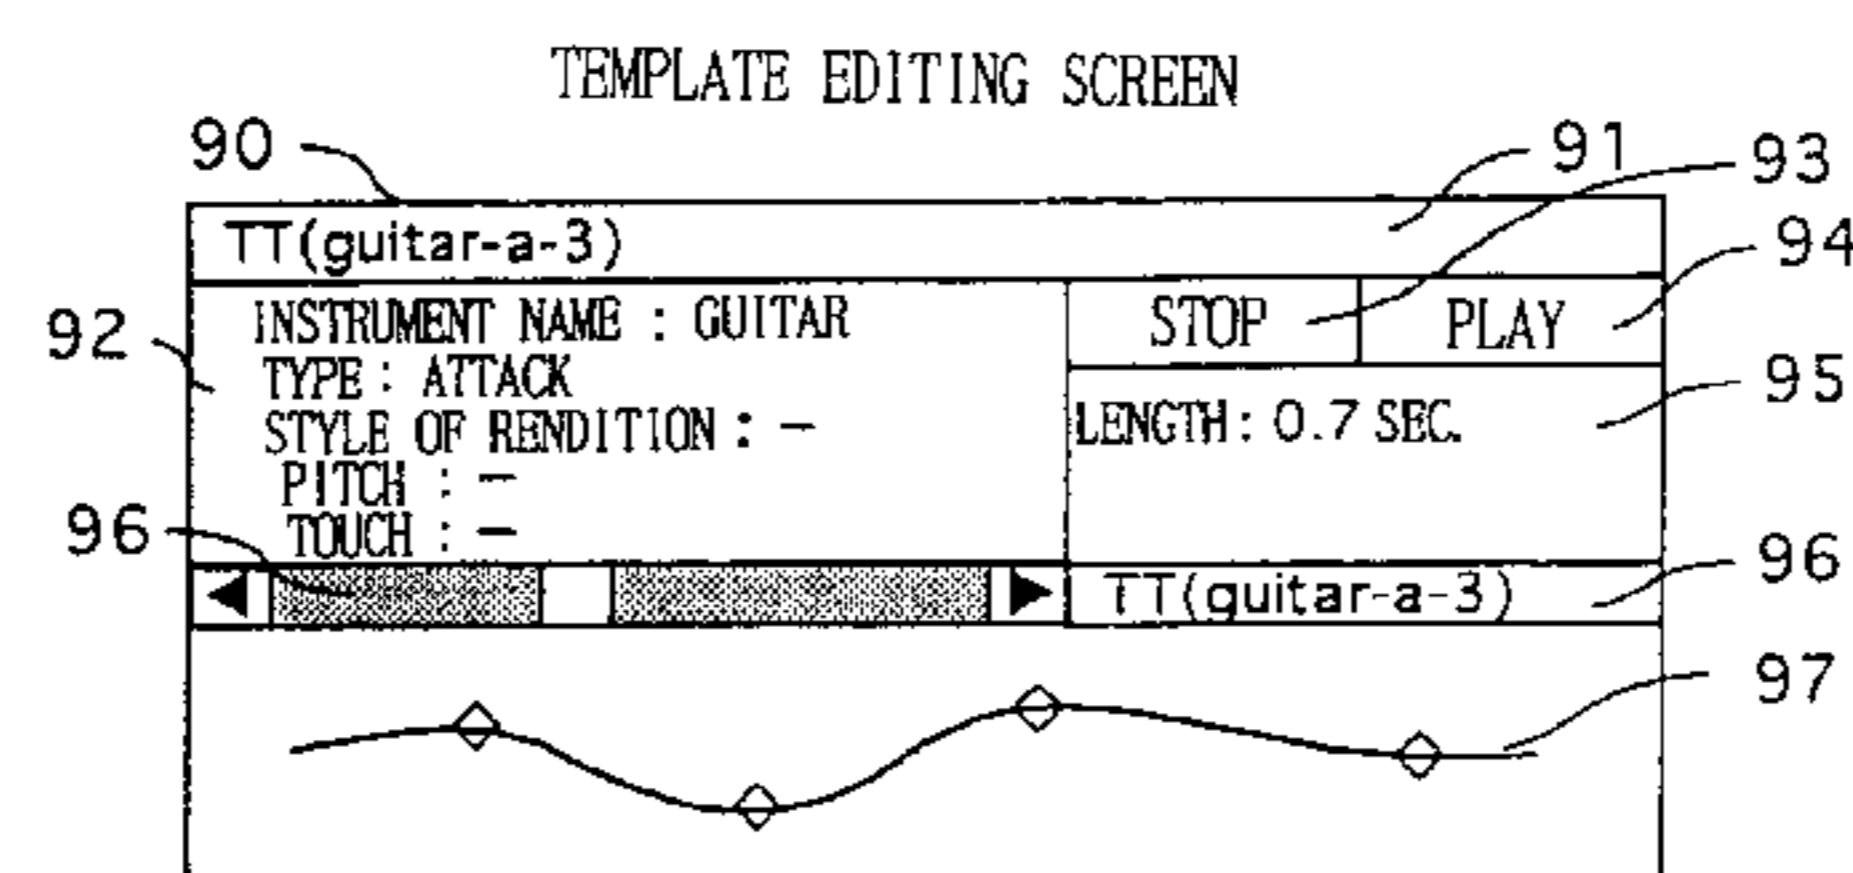 TEMPLATE EDITING SCREEN
90
91
93
TT(guitar-a-3)
94
92
INSTRUMENT NAME : GUITAR
STOP
PLAY
TYPE : ATTACK
95
STYLE OF RENDITION : –
LENGTH : 0.7 SEC.
PITCH : –
96
TOUCH : –
96
TT(guitar-a-3)
97